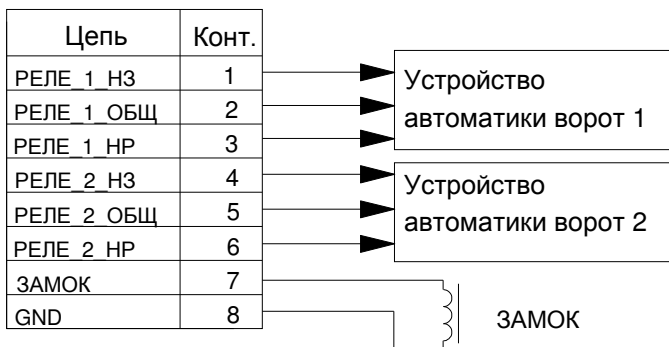 Цепь Конт.
РЕЛЕ_1_НЗ 1
РЕЛЕ_1_ОБЩ 2
РЕЛЕ_1_НР 3
РЕЛЕ_2_НЗ 4
РЕЛЕ_2_ОБЩ 5
РЕЛЕ_2_НР 6
ЗАМОК 7
GND 8
Устройство
автоматики ворот 1
Устройство
автоматики ворот 2
ЗАМОК